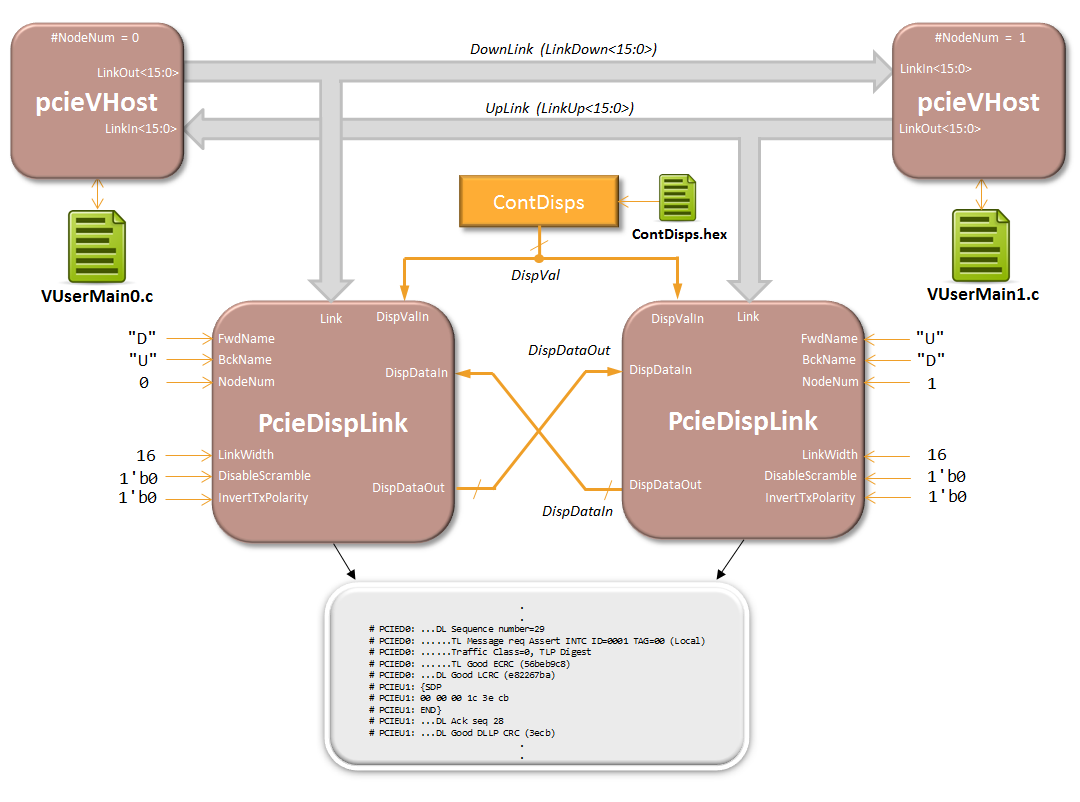 #NodeNum = 0
LinkOut<15:0>
pcieVHost
LinkIn<15:0>
VUserMain0.c
DownLink (LinkDown<15:0>)
UpLink (LinkUp<15:0>)
#NodeNum = 1
LinkIn<15:0>
pcieVHost
LinkOut<15:0>
VUserMain1.c
ContDisps
ContDisps.hex
DispVal
"D"
"U"
0
16
1'b0
1'b0
Link
DispValIn
FwdName
BckName
NodeNum
DispDataIn
PcieDispLink
LinkWidth
DisableScramble
InvertTxPolarity
DispDataOut
DispDataOut
DispDataIn
DispValIn
Link
FwdName
BckName
DispDataIn
NodeNum
PcieDispLink
LinkWidth
DisableScramble
DispDataOut
InvertTxPolarity
"U"
"D"
1
16
1'b0
1'b0
.
.
# PCIED0: ...DL Sequence number=29
# PCIED0: ......TL Message req Assert INTC ID=0001 TAG=00 (Local)
# PCIED0: ......Traffic Class=0, TLP Digest
# PCIED0: ......TL Good ECRC (56beb9c8)
# PCIED0: ...DL Good LCRC (e82267ba)
# PCIEU1: {SDP
# PCIEU1: 00 00 00 1c 3e cb
# PCIEU1: END}
# PCIEU1: ...DL Ack seq 28
# PCIEU1: ...DL Good DLLP CRC (3ecb)
.
.